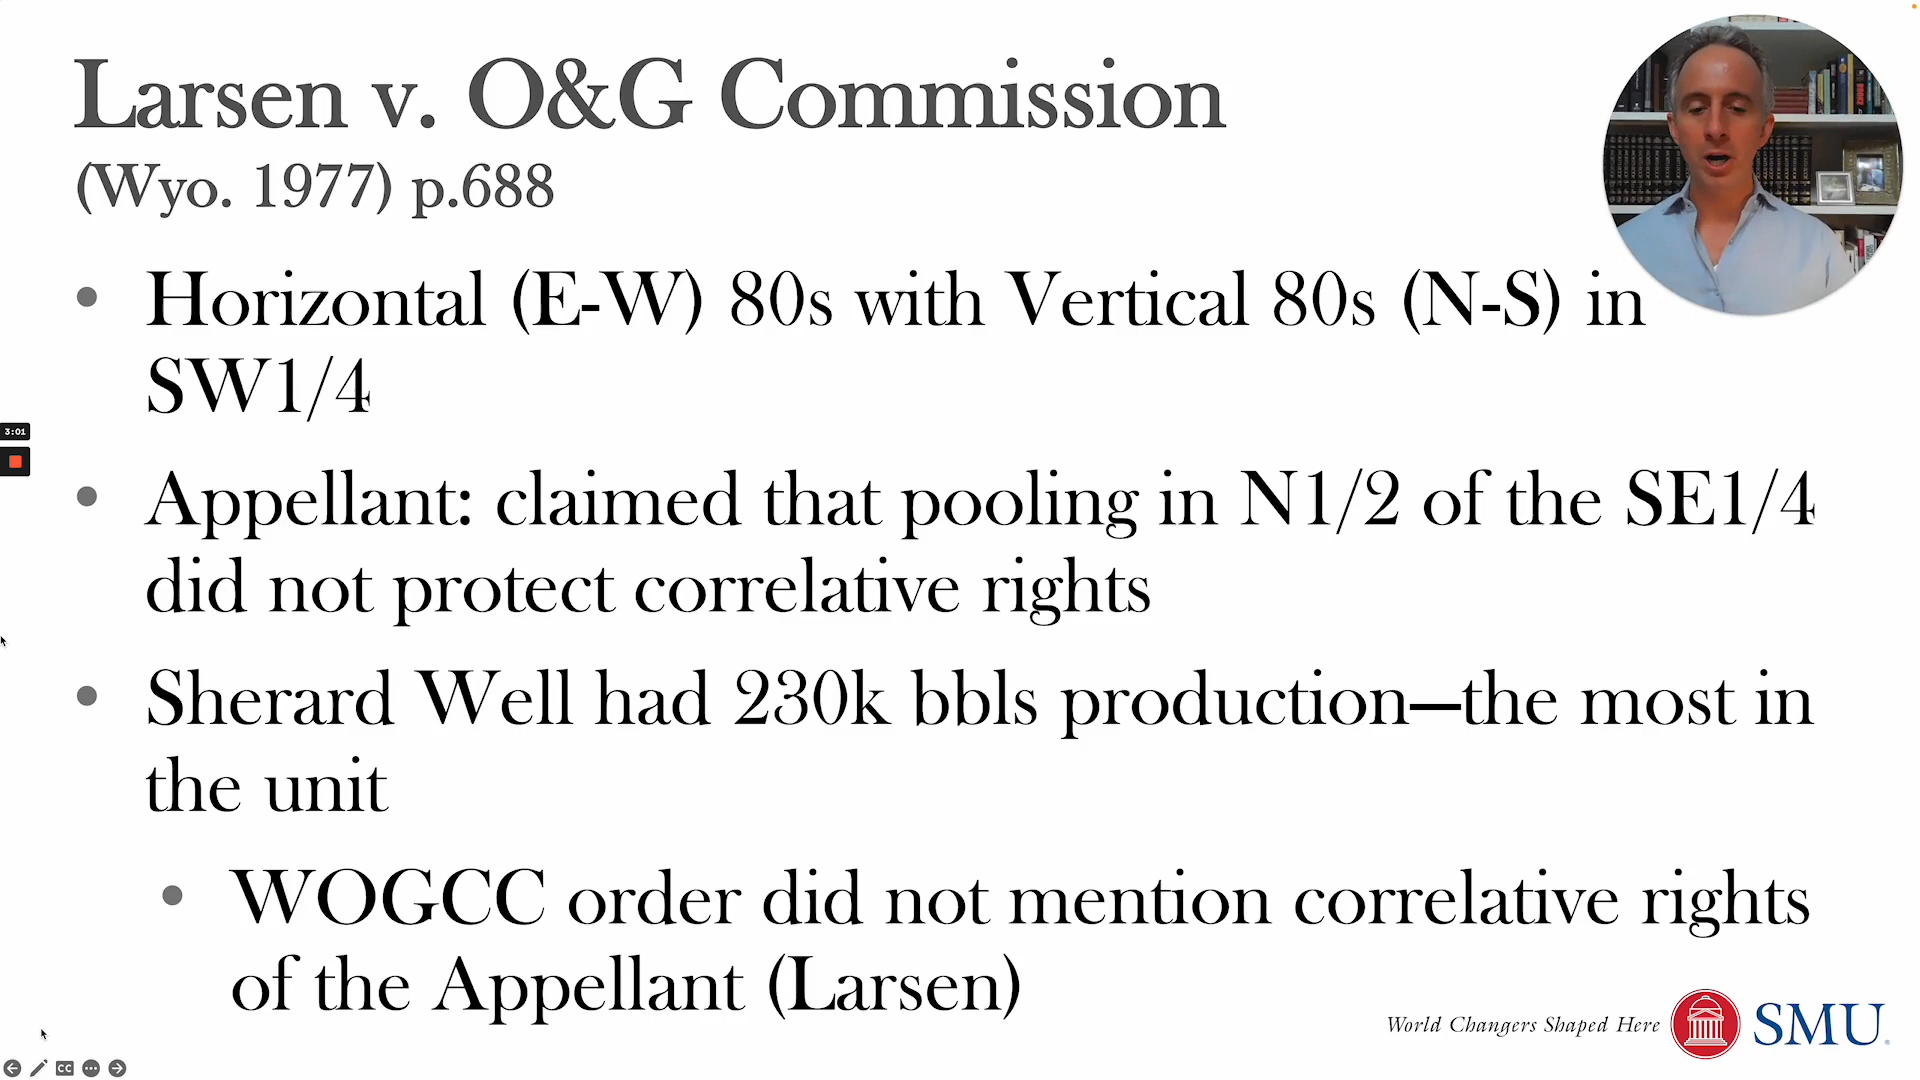 Larsen v. O&G Commission
(Wyo. 1977) p.688
• Horizontal (E-W) 80s with Vertical 80s (N-S) in
SW1/4
• Appellant: claimed that pooling in N1/2 of the SE1/4
did not protect correlative rights
• Sherard Well had 230k bbls production—the most in
the unit
• WOGCC order did not mention correlative rights
of the Appellant (Larsen)
World Changers Shaped Here SMU.
3:01
CC